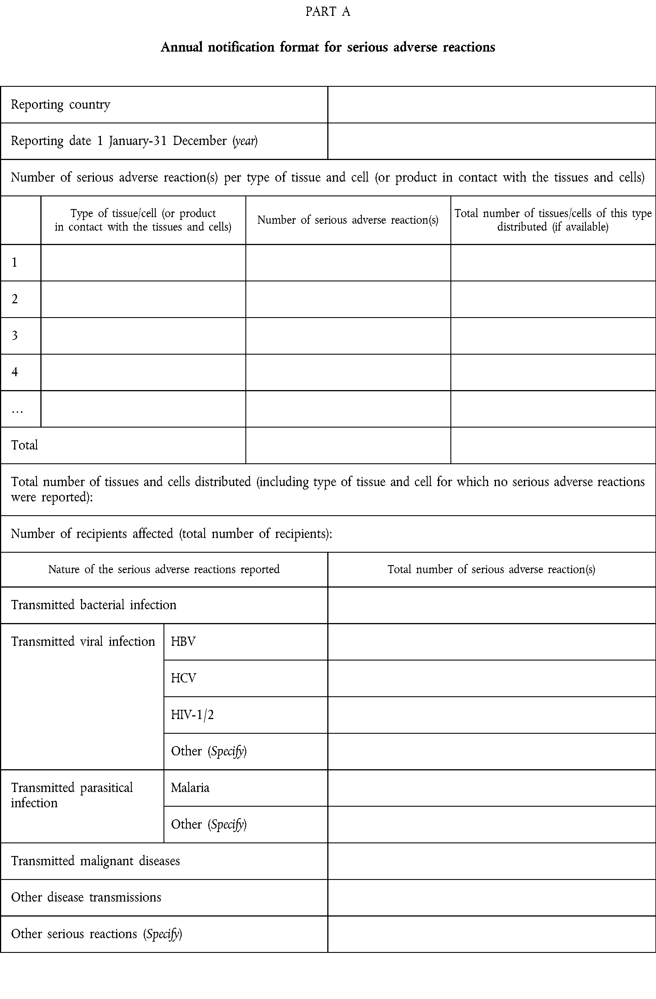 PART A
Annual notification format for serious adverse reactions
Reporting country
Reporting date 1 January-31 December (year)
Number of serious adverse reaction(s) per type of tissue and cell (or product in contact with the tissues and cells)
Type of tissue/cell (or product
in contact with the tissues and cells)
Number of serious adverse reaction(s)
Total number of tissues/cells of this type
distributed (if available)
1
2
3
4
…
Total
Total number of tissues and cells distributed (including type of tissue and cell for which no serious adverse reactions
were reported):
Number of recipients affected (total number of recipients):
Nature of the serious adverse reactions reported
Total number of serious adverse reaction(s)
Transmitted bacterial infection
Transmitted viral infection
HBV
HCV
HIV-1/2
Other (Specify)
Transmitted parasitical
infection
Malaria
Other (Specify)
Transmitted malignant diseases
Other disease transmissions
Other serious reactions (Specify)